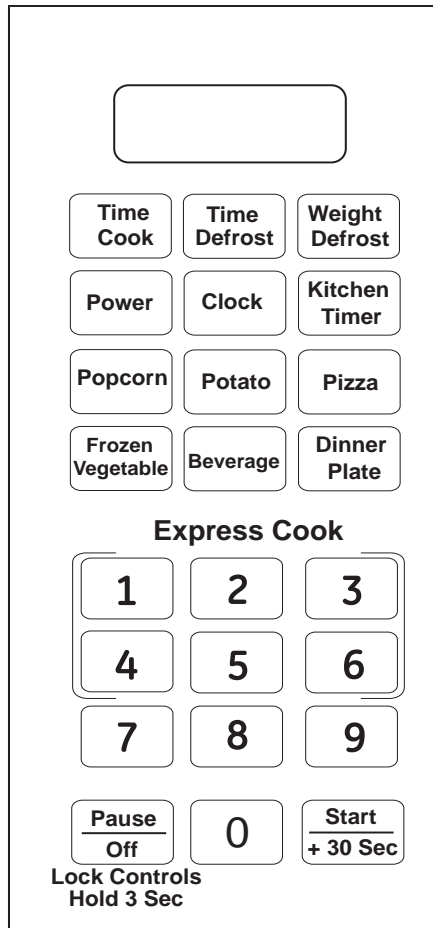 Time Cook
Time Defrost
Weight Defrost
Power
Clock
Kitchen Timer
Popcorn
Potato
Pizza
Frozen Vegetable
Beverage
Dinner Plate
Express Cook
1 2 3
4 5 6
7 8 9
Pause
Off
0
Start
+ 30 Sec
Lock Controls
Hold 3 Sec